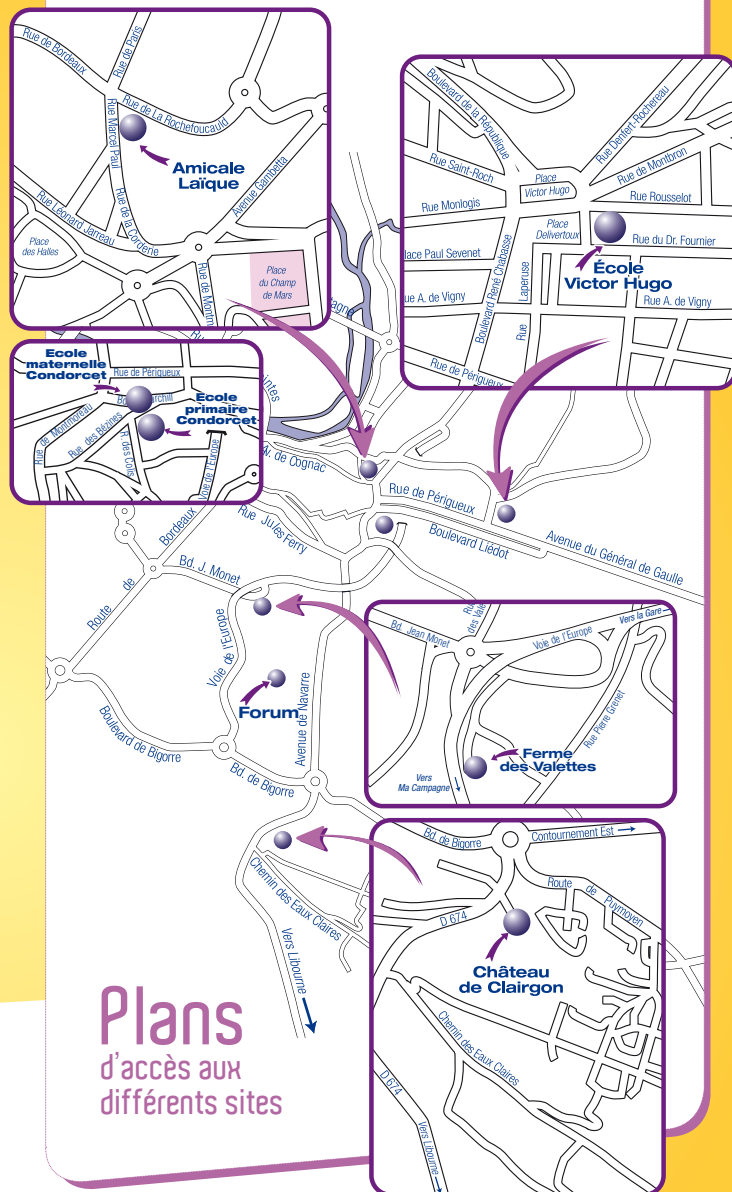 Rue de Bordeaux
Rue de Paris
Rue de La Rochefoucauld
Rue Marcel Paul
Amicale
Laïque
Avenue Gambetta
Rue Léonard Jarreau
Rue de la Corderie
Place
des Halles
Place
du Champ
de Mars
Boulevard de la République
Rue Denfert-Rochereau
Rue Saint-Roch
Place
Victor Hugo
Rue de Montbron
Rue Monlogis
Rue Rousselot
Place
Delivertoux
Rue du Dr. Fournier
lace Paul Sevenet
Boulevard René Chabasse
École
Victor Hugo
Rue Laperuse
ue A. de Vigny
Rue A. de Vigny
Rue de Périgueux
Ecole
maternelle
Condorcet
Rue de Périgueux
Ecole
primaire
Condorcet
Rue de Montmoreau
Rue des Bézines
Voie de l'Europe
Av. de Cognac
Rue de Périgueux
Rue Jules Ferry
Boulevard Liédot
Avenue du Général de Gaulle
Route de Bordeaux
Bd. J. Monet
Voie de l'Europe
Forum
Avenue de Navarre
Boulevard de Bigorre
Bd. de Bigorre
Bd. Jean Monet
Voie de l'Europe
Vers la Gare
Rue Pierre Grenet
Ferme
des Valettes
Vers
Ma Campagne
Chemin des Eaux Claires
Vers Libourne
Bd. de Bigorre
Contournement Est
Route de Puymoyen
D 674
Château
de Clairgon
Chemin des Eaux Claires
D 674
Vers Libourne
Plans
d'accès aux
différents sites